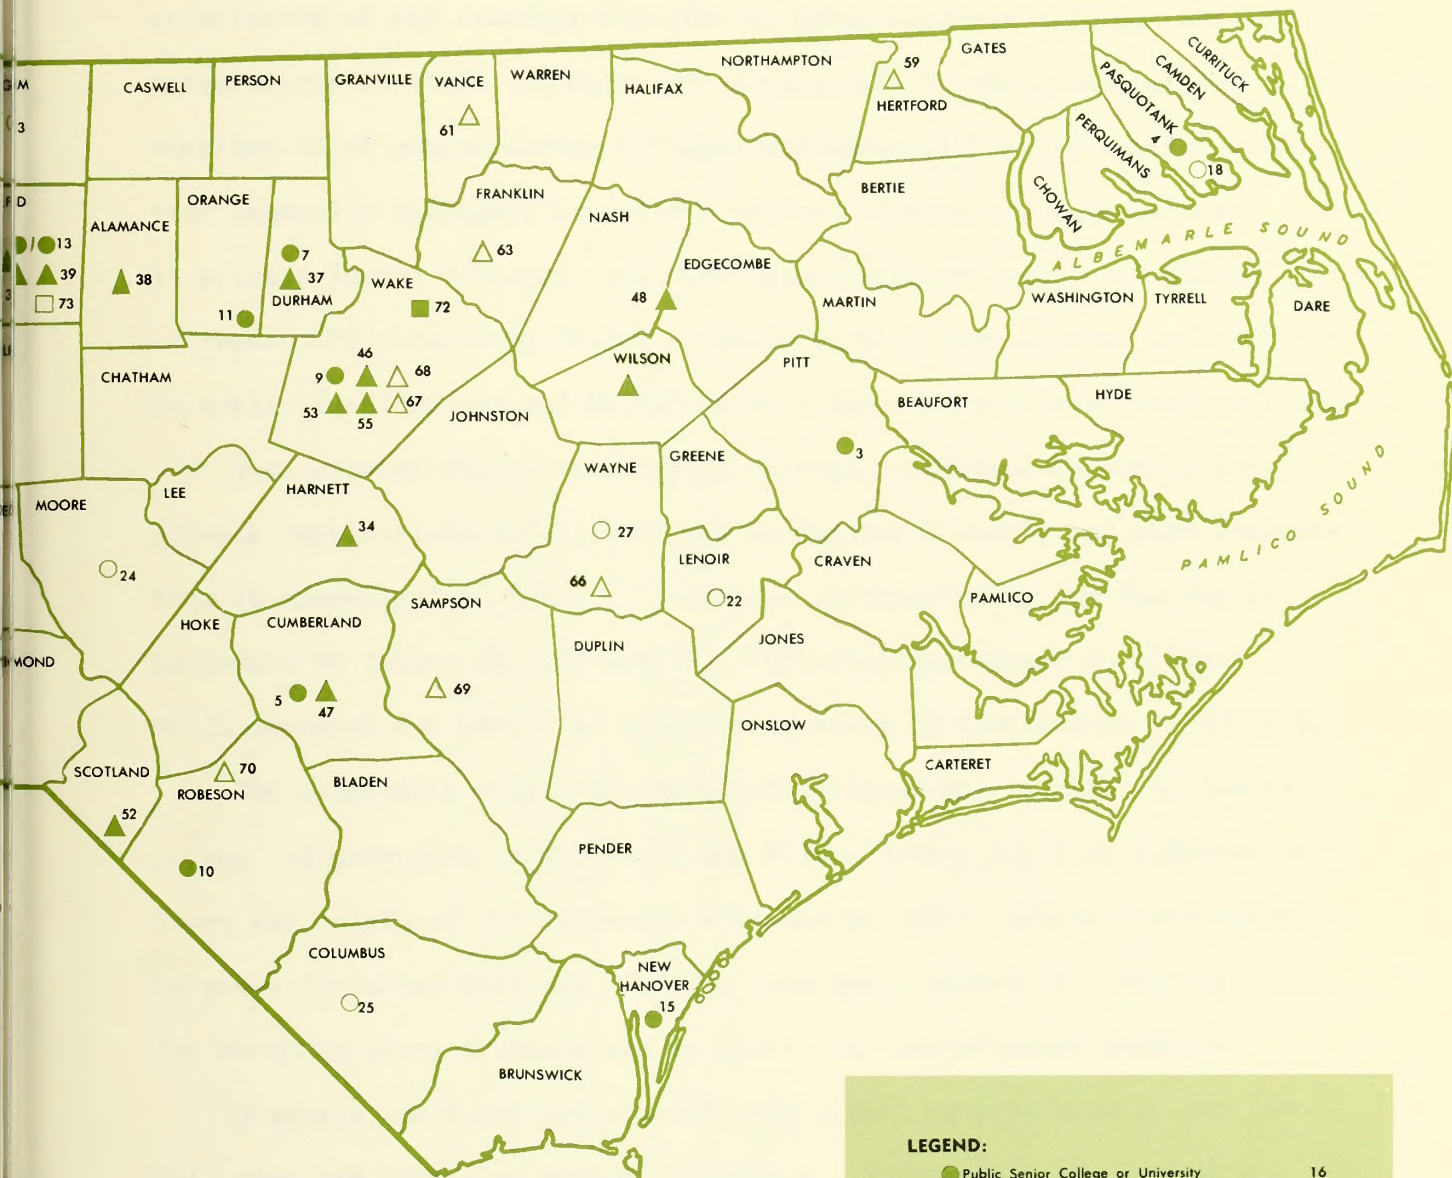 CASWELL
PERSON
GRANVILLE
VANCE
61
WARREN
HALIFAX
NORTHAMPTON
59
HERTFORD
GATES
CURRITUCK
CAMDEN
PASQUOTANK
4
18
PERQUIMANS
CHOWAN
BERTIE
3
ALAMANCE
38
ORANGE
11
7
37
DURHAM
13
39
73
FRANKLIN
63
NASH
EDGECOMBE
48
WAKE
72
46
9
68
53
55
67
MARTIN
WASHINGTON
TYRRELL
DARE
ALBEMARLE SOUND
CHATHAM
JOHNSTON
WILSON
PITT
3
BEAUFORT
HYDE
PAMLICO SOUND
MOORE
24
LEE
HARNETT
34
WAYNE
27
66
GREENE
LENOIR
22
CRAVEN
PAMLICO
JONES
HOKE
CUMBERLAND
5
47
SAMPSON
69
DUPLIN
ONSLOW
CARTERET
SCOTLAND
52
70
ROBESON
10
BLADEN
PENDER
COLUMBUS
25
NEW
HANOVER
15
BRUNSWICK
LEGEND:
Public Senior College or University 16